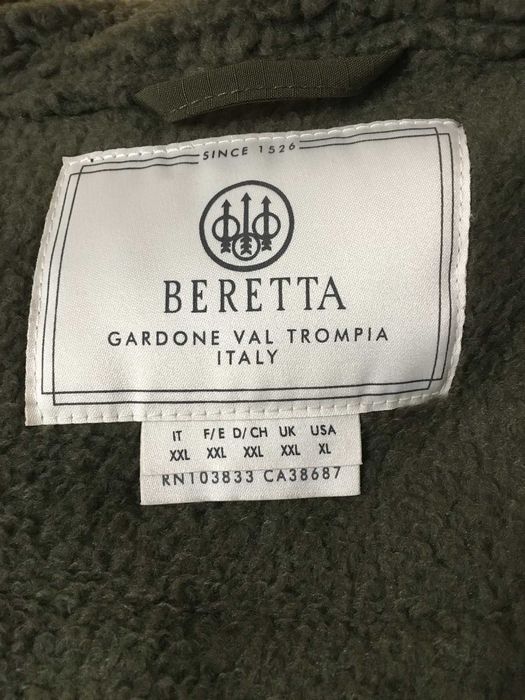 SINCE 1526
BERETTA
GARDONE VAL TROMPIA
ITALY
IT F/E D/CH UK USA
XXL XXL XXL XXL XL
RN103833 CA38687